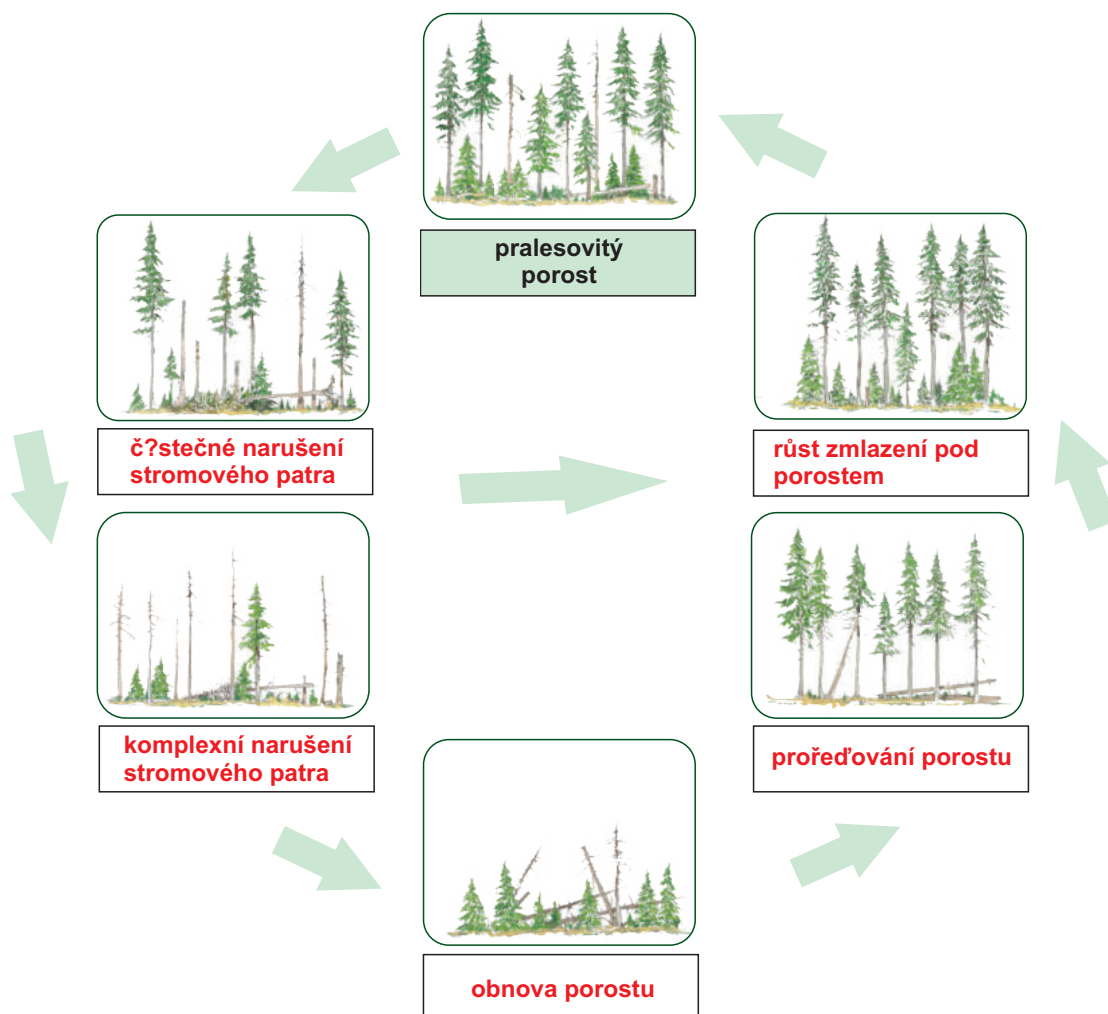 pralesovitý
porost
č?stečné narušení
stromového patra
růst zmlazení pod
porostem
komplexní narušení
stromového patra
prořeďování porostu
obnova porostu